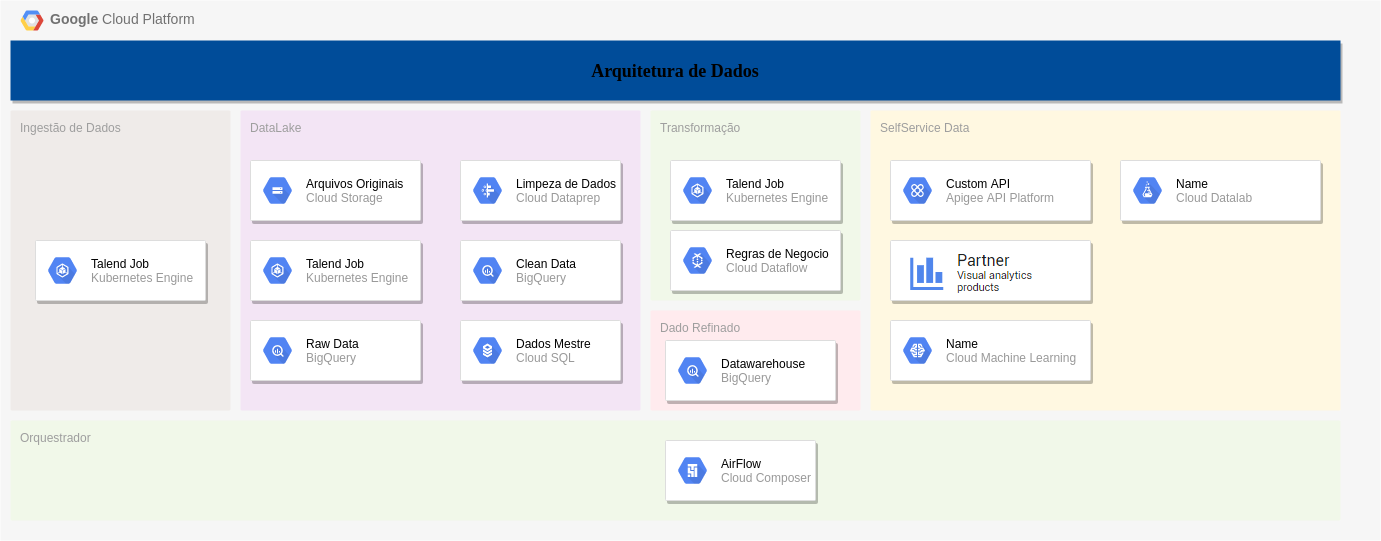 Google Cloud Platform
Arquitetura de Dados
Ingestão de Dados
Talend Job
Kubernetes Engine
DataLake
Arquivos Originais
Cloud Storage
Limpeza de Dados
Cloud Dataprep
Talend Job
Kubernetes Engine
Clean Data
BigQuery
Raw Data
BigQuery
Dados Mestre
Cloud SQL
Transformação
Talend Job
Kubernetes Engine
Regras de Negocio
Cloud Dataflow
Dado Refinado
Datawarehouse
BigQuery
SelfService Data
Custom API
Apigee API Platform
Name
Cloud Datalab
Partner
Visual analytics
products
Name
Cloud Machine Learning
Orquestrador
AirFlow
Cloud Composer